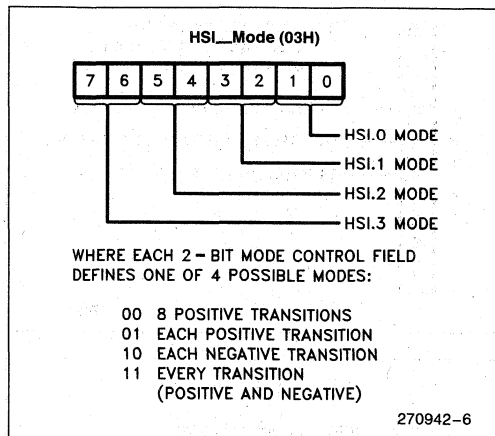 HSI__Mode (03H)
7 6 5 4 3 2 1 0
HSI.0 MODE
HSI.1 MODE
HSI.2 MODE
HSI.3 MODE
WHERE EACH 2 – BIT MODE CONTROL FIELD
DEFINES ONE OF 4 POSSIBLE MODES:
00 8 POSITIVE TRANSITIONS
01 EACH POSITIVE TRANSITION
10 EACH NEGATIVE TRANSITION
11 EVERY TRANSITION
(POSITIVE AND NEGATIVE)
270942–6